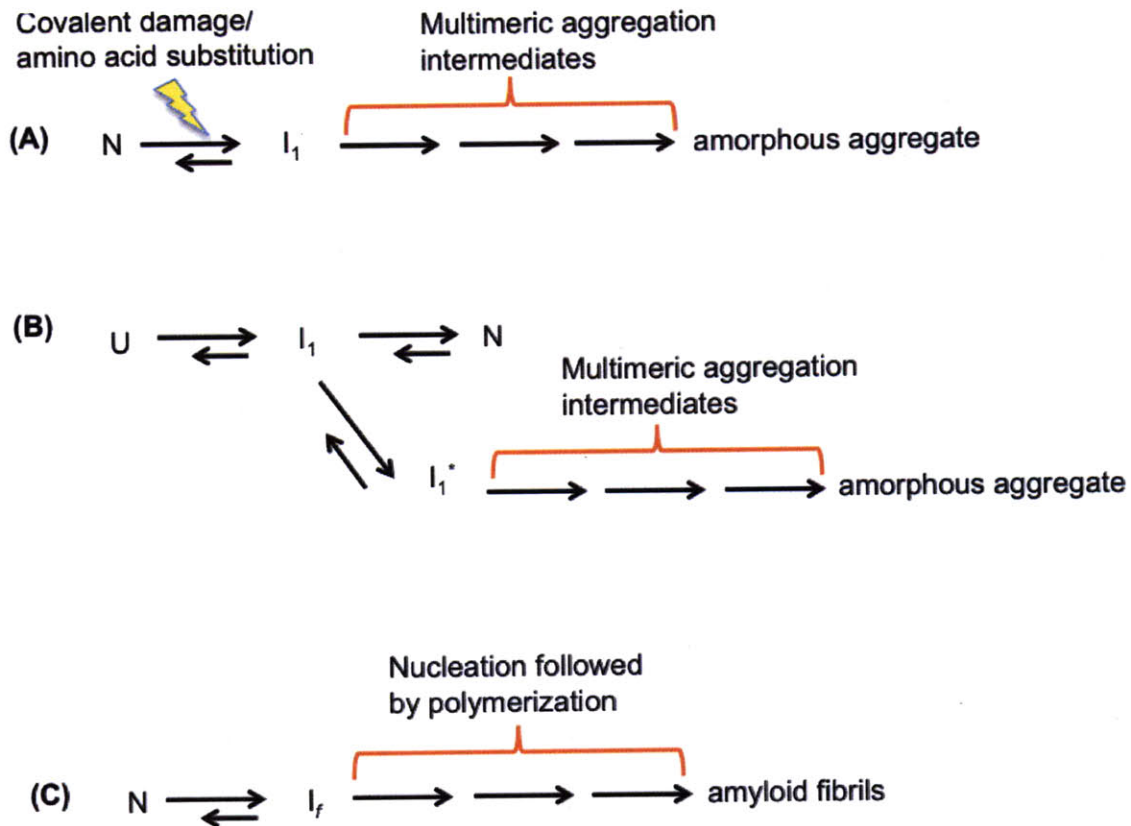 Covalent damage/
amino acid substitution
Multimeric aggregation
intermediates
(A) N I₁ amorphous aggregate
(B) U I₁ N
Multimeric aggregation
intermediates
I₁* amorphous aggregate
Nucleation followed
by polymerization
(C) N I_f amyloid fibrils